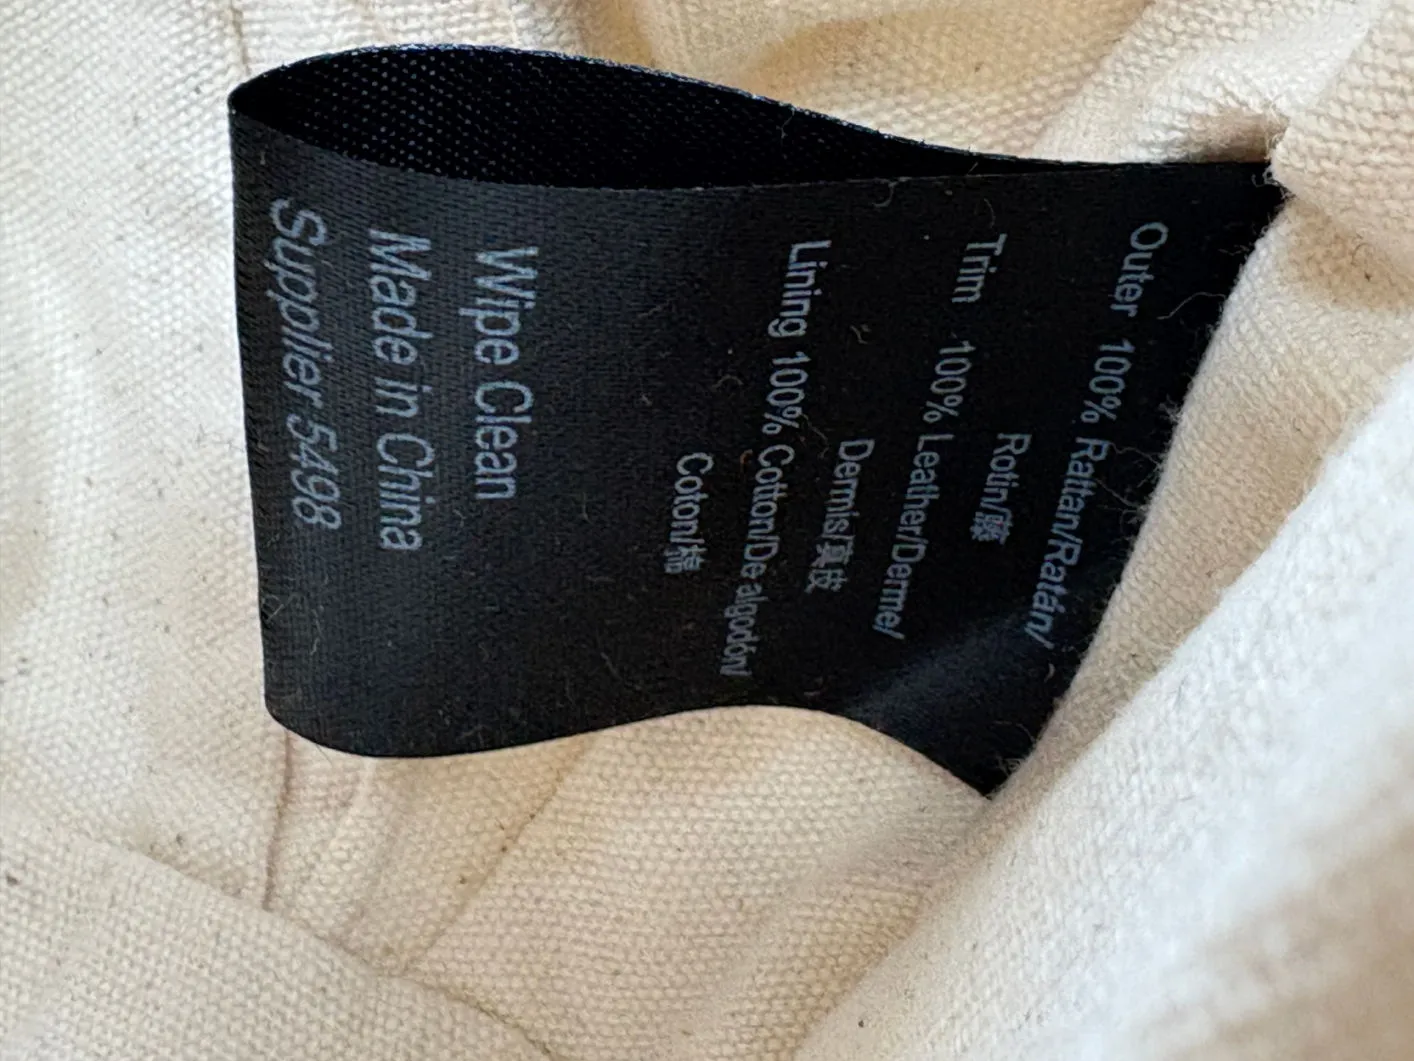 Outer 100% Rattan/Ratán/
Rotin/藤
Trim 100% Leather/Derme/
Dermis/真皮
Lining 100% Cotton/De algodón/
Coton/棉
Wipe Clean
Made in China
Supplier 5498